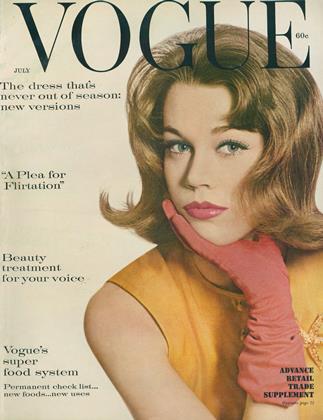 VOGUE
60c
JULY
The dress that's
never out of season:
new versions
"A Plea for
Flirtation"
Beauty
treatment
for your voice
Vogue's
super
food system
Permanent check list...
new foods...new uses
ADVANCE
RETAIL
TRADE
SUPPLEMENT
page